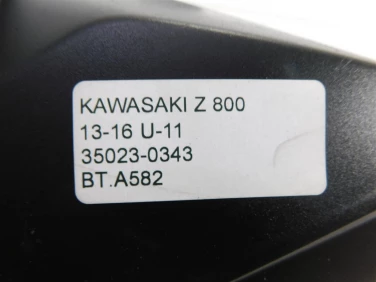 KAWASAKI Z 800
13-16 U-11
35023-0343
BT.A582